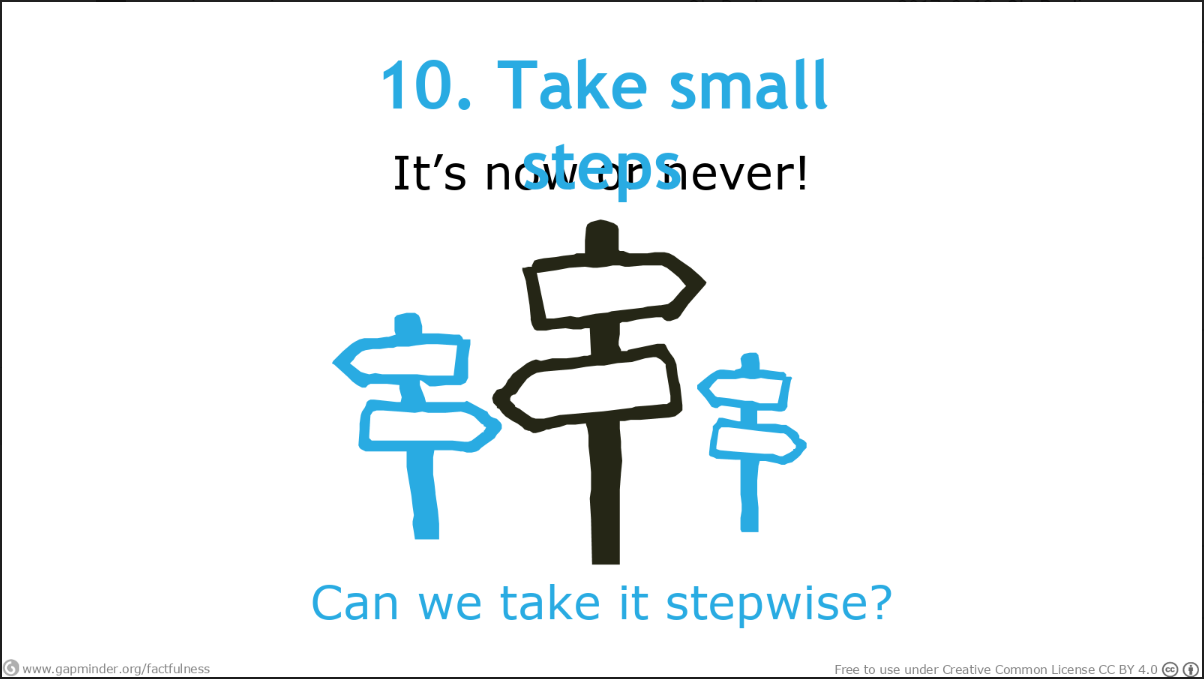 10. Take small
steps
It’s now or never!
Can we take it stepwise?
www.gapminder.org/factfulness
Free to use under Creative Common License CC BY 4.0